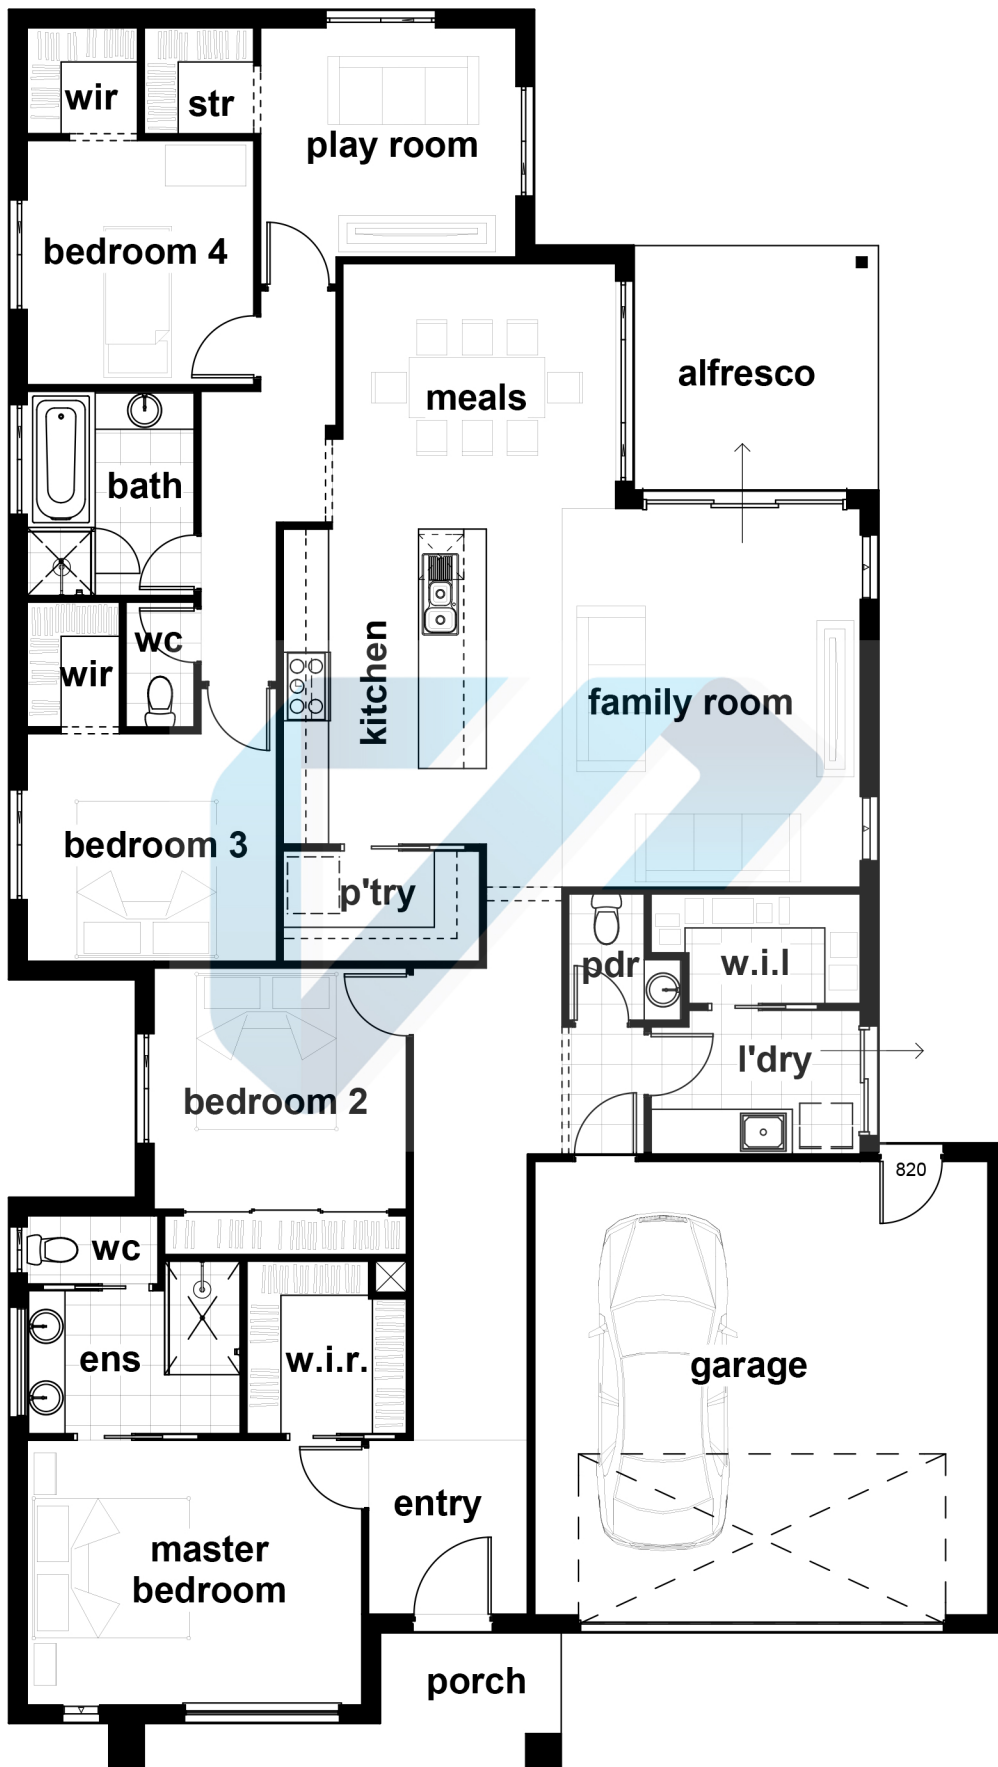 wir
str
play room
bedroom 4
alfresco
meals
bath
kitchen
wc
wir
family room
bedroom 3
p'try
pdr
w.i.l
l'dry
bedroom 2
820
wc
ens
w.i.r.
garage
entry
master
bedroom
porch